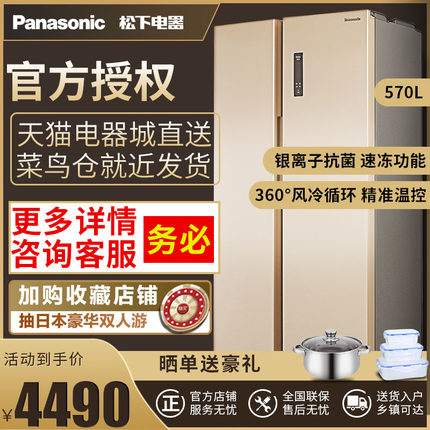 Panasonic 松下电器
官方授权
天猫电器城直送
菜鸟仓就近发货
Panasonic
570L
银离子抗菌 速冻功能
360°风冷循环 精准温控
更多详情
咨询客服
务必
加购收藏店铺
抽日本豪华双人游
活动到手价
¥4490
晒单送豪礼
官方店铺
服务无忧
全国联保
售后无忧
送货入户
乡镇可达